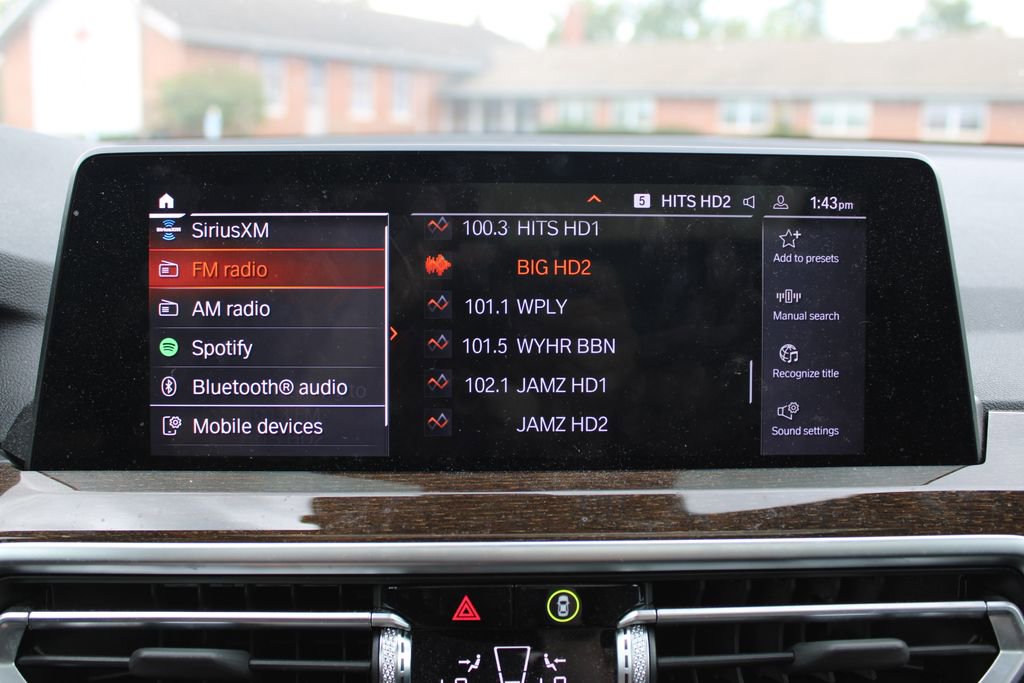 5 HITS HD2 1:43pm
SiriusXM
FM radio
AM radio
Spotify
Bluetooth® audio
Mobile devices
100.3 HITS HD1
BIG HD2
101.1 WPLY
101.5 WYHR BBN
102.1 JAMZ HD1
JAMZ HD2
Add to presets
Manual search
Recognize title
Sound settings